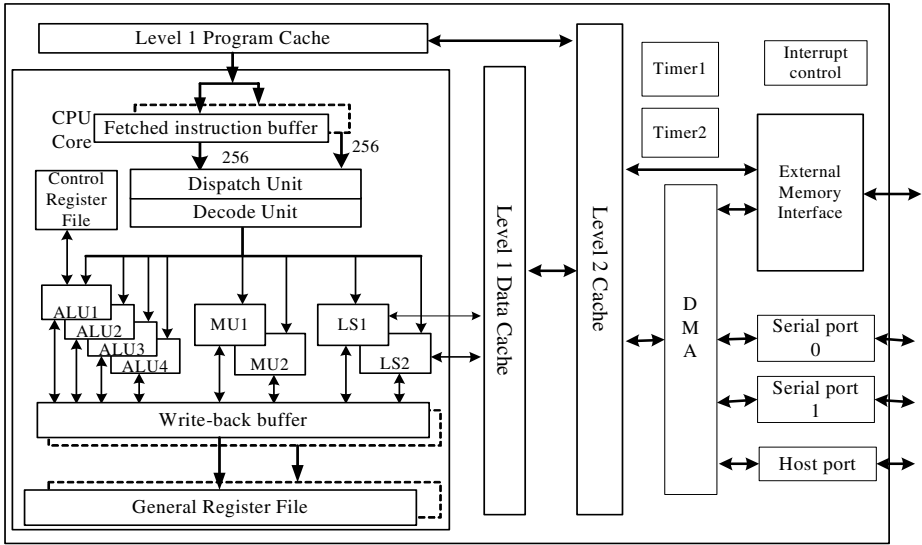 Level 1 Program Cache
CPU
Core
Fetched instruction buffer
256
256
Dispatch Unit
Decode Unit
Control
Register
File
ALU1
ALU2
ALU3
ALU4
MU1
MU2
LS1
LS2
Write-back buffer
General Register File
Level 1 Data Cache
Level 2 Cache
Timer1
Timer2
Interrupt
control
External
Memory
Interface
D
M
A
Serial port
0
Serial port
1
Host port